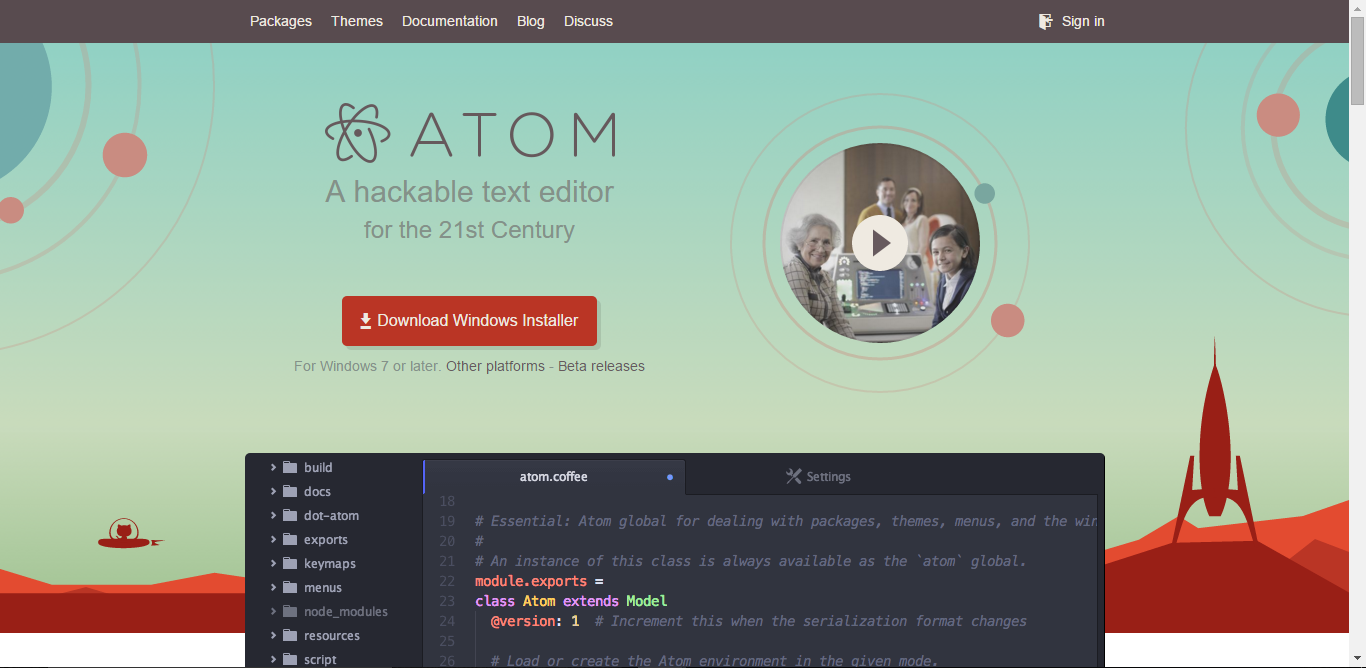 Packages Themes Documentation Blog Discuss Sign in
ATOM
A hackable text editor
for the 21st Century
Download Windows Installer
For Windows 7 or later. Other platforms - Beta releases
build
docs
dot-atom
exports
keymaps
menus
node_modules
resources
script
atom.coffee Settings
18
19 # Essential: Atom global for dealing with packages, themes, menus, and the win
20 #
21 # An instance of this class is always available as the `atom` global.
22 module.exports =
23 class Atom extends Model
24 @version: 1 # Increment this when the serialization format changes
25
26 # Load or create the Atom environment in the given mode.